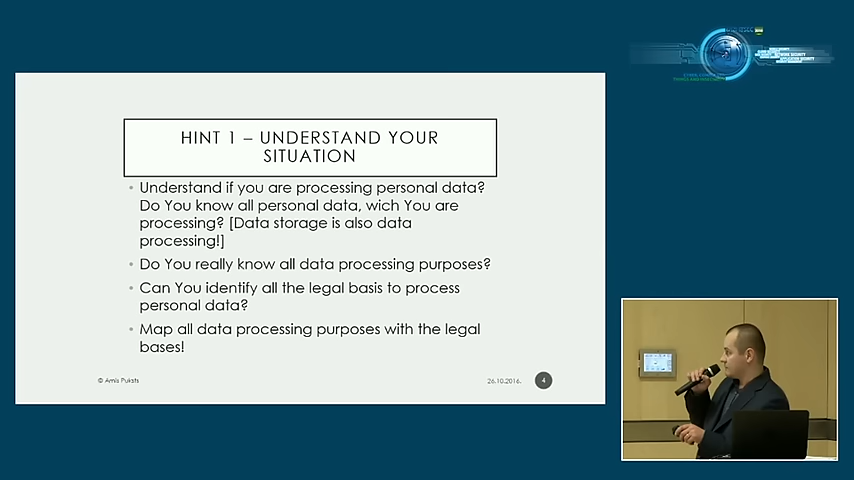 HINT 1 – UNDERSTAND YOUR
SITUATION
• Understand if you are processing personal data?
Do You know all personal data, wich You are
processing? [Data storage is also data
processing!]
• Do You really know all data processing purposes?
• Can You identify all the legal basis to process
personal data?
• Map all data processing purposes with the legal
bases!
© Arnis Puksts
26.10.2016.
4